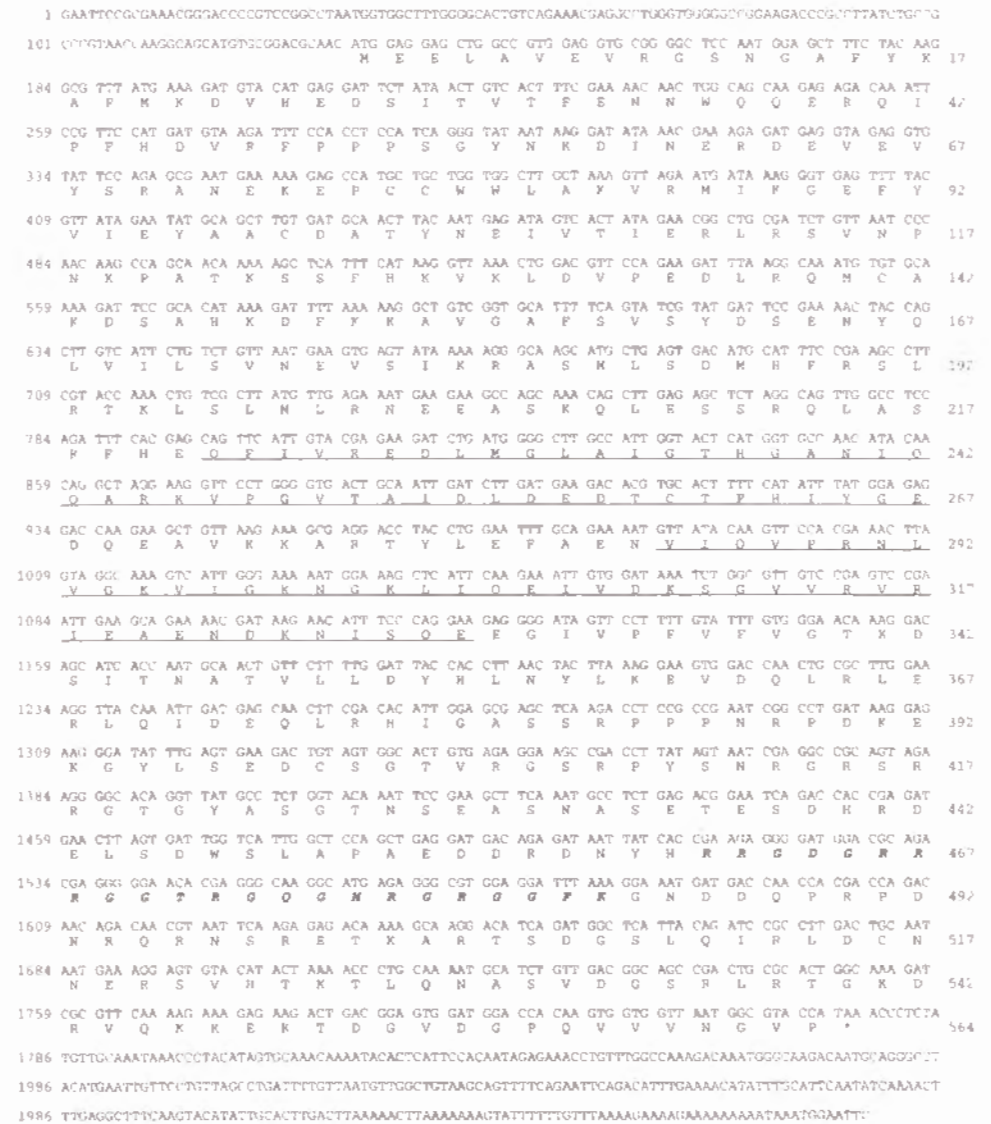 1 GAATTCCGCGAAACGGGACCCCGTCCGGCCTAATGGTGGCTTTGGGGCACTGTCAGAAACGAGGC
101 AAGGCAGCATGTGCGGACGCAAC ATG GAG GAG CTG GCC GTG GAG GTG CGG GGC TCC AAT GGA GCT TTC TAC AAG
M E E L A V E V R G S N G A F Y K 17
184 GCG TTT ATG AAA GAT GTA CAT GAG GAT TCT ATA ACT GTC ACT TTC GAA AAC AAC TGG CAG CAA GAG AGA CAA ATT
A F M K D V H E D S I T V T F E N N W Q Q E R Q I 42
259 CCG TTC CAT GAT GTA AGA TTT CCA CCT CCA TCA GGG TAT AAT AAG GAT ATA AAC GAA AGA GAT GAG GTA GAG GTG
P F H D V R F P P P S G Y N K D I N E R D E V E V 67
334 TAT TCC AGA GCG AAT GAA AAA GAG CCA TGC TGC TGG TGG CTT GCT AAA GTT AGA ATG ATA AAG GGT GAG TTT TAC
Y S R A N E K E P C C W W L A K V R M I K G E F Y 92
409 GTT ATA GAA TAT GCA GCT TGT GAT GCA ACT TAC AAT GAG ATA GTC ACT ATA GAA CGG CTG CGA TCT GTT AAT CCC
V I E Y A A C D A T Y N E I V T I E R L R S V N P 117
484 AAC AAG CCA GCA ACA AAA AGC TCA TTT CAT AAG GTT AAA CTG GAC GTT CCA GAA GAT TTA AGG CAA ATG TGT GCA
N K P A T K S S F H K V K L D V P E D L R Q M C A 142
559 AAA GAT TCC GCA CAT AAA GAT TTT AAA AAG GCT GTC GGT GCA TTT TCA GTA TCG TAT GAT TCC GAA AAC TAC CAG
K D S A H K D F K K A V G A F S V S Y D S E N Y Q 167
634 CTT GTC ATT CTG TCT GTT AAT GAA GTG AGT ATA AAA AGG GCA AGC ATG CTG AGT GAC ATG CAT TTC CGA AGC CTT
L V I L S V N E V S I K R A S M L S D M H F R S L 192
709 CGT ACC AAA CTG TCG CTT ATG TTG AGA AAT GAA GAA GCC AGC AAA CAG CTT GAG AGC TCT AGG CAG TTG GCC TCC
R T K L S L M L R N E E A S K Q L E S S R Q L A S 217
784 AGA TTT CAC GAG CAG TTC ATT GTA CGA GAA GAT CTG ATG GGG CTT GCC ATT GGT ACT CAT GGT GCC AAC ATA CAA
R F H E Q F I V R E D L M G L A I G T H G A N I Q 242
859 CAG GCT AGG AAG GTT CCT GGG GTG ACT GCA ATT GAT CTT GAT GAA GAC ACG TGC ACT TTT CAT ATT TAT GGA GAG
Q A R K V P G V T A I D L D E D T C T F H I Y G E 267
934 GAC CAA GAA GCT GTT AAG AAA GCG AGG ACC TAC CTG GAA TTT GCA GAA AAT GTT ATA CAA GTT CCA CGA AAC TTA
D Q E A V K K A R T Y L E F A E N V I Q V P R N L 292
1009 GTA GGC AAA GTC ATT GGG AAA AAT GGA AAG CTC ATT CAA GAA ATT GTG GAT AAA TCT GGC GTT GTC CGA GTC CGA
V G K V I G K N G K L I Q E I V D K S G V V R V R 317
1084 ATT GAA GCA GAA AAC GAT AAG AAC ATT TCC CAG GAA GAG GGG ATA GTT CCT TTT GTA TTT GTG GGA ACA AAG GAC
I E A E N D K N I S Q E E G I V P F V F V G T K D 342
1159 AGC ATC ACC AAT GCA ACT GTT CTT TTG GAT TAC CAC CTT AAC TAC TTA AAG GAA GTG GAC CAA CTG CGC TTG GAA
S I T N A T V L L D Y H L N Y L K E V D Q L R L E 367
1234 AGG TTA CAA ATT GAT GAG CAA CTT CGA CAC ATT GGA GCG AGC TCA AGA CCT CCG CCG AAT CGG CCT GAT AAG GAG
R L Q I D E Q L R H I G A S S R P P P N R P D K E 392
1309 AAG GGA TAT TTG AGT GAA GAC TGT AGT GGC ACT GTG AGA GGA AGC CGA CCT TAT AGT AAT CGA GGC CGC AGT AGA
K G Y L S E D C S G T V R G S R P Y S N R G R S R 417
1384 AGG GGC ACA GGT TAT GCC TCT GGT ACA AAT TCC GAA GCT TCA AAT GCC TCT GAG ACG GAA TCA GAC CAC CGA GAT
R G T G Y A S G T N S E A S N A S E T E S D H R D 442
1459 GAA CTT AGT GAT TGG TCA TTG GCT CCA GCT GAG GAT GAC AGA GAT AAT TAT CAC CGA AGA GGG GAT GGA CGC AGA
E L S D W S L A P A E D D R D N Y H R R G D G R R 467
1534 CGA GGG GGA ACA CGA GGG CAA GGC ATG AGA GGG CGT GGA GGA TTT AAA GGA AAT GAT GAC CAA CCA CGA CCA GAC
R G G T R G Q G M R G R G G F K G N D D Q P R P D 492
1609 AAC AGA CAA CGT AAT TCA AGA GAG ACA AAA GCA AGG ACA TCA GAT GGC TCA TTA CAG ATC CGC CTT GAC TGC AAT
N R Q R N S R E T K A R T S D G S L Q I R L D C N 517
1684 AAT GAA AGG AGT GTA CAT ACT AAA ACC CTG CAA AAT GCA TCT GTT GAC GGC AGC CGA CTG CGC ACT GGC AAA GAT
N E R S V H T K T L Q N A S V D G S R L R T G K D 542
1759 CGC GTT CAA AAG AAA GAG AAG ACT GAC GGA GTG GAT GGA CCA CAA GTG GTG GTT AAT GGC GTA CCA TAA ACCCTCTA
R V Q K K E K T D G V D G P Q V V V N G V P * 564
1786 TGTTGCAAATAAACCCTACATAGTGCAAACAAAATACACTCATTCCACAATAGAGAAACCTGTTTGGCCAAAGACAAATGGGCAAGACAATGCAGGG
1986 ACATGAATTGTTCCTGTTAGCCTGATTTTGTTAATGTTGGCTGTAAGCAGTTTTCAGAATTCAGACATTTGAAAACATATTTGCATTCAATATCAAAACT
1986 TTGAGGCTTTCAAGTACATATTGCACTTGACTTAAAAACTTAAAAAAAGTATTTTTTGTTTAAAAGAAAAGAAAAAAAAAATAAATGGAATT